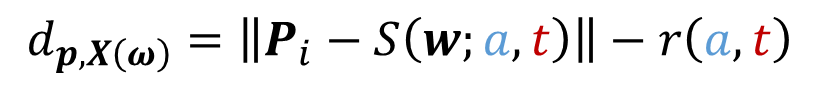 d_{p,X(ω)} = ‖P_i − S(w; a, t)‖ − r(a, t)